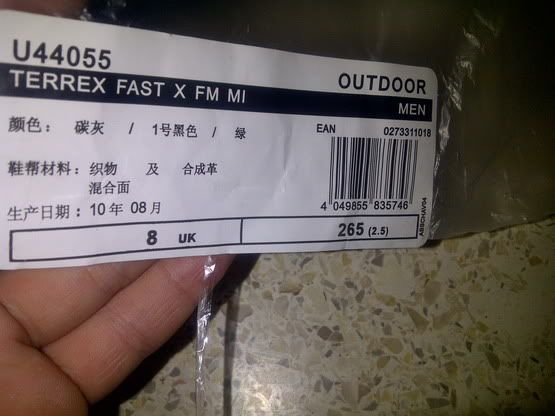 U44055
OUTDOOR
TERREX FAST X FM MI
MEN
颜色： 碳灰 / 1号黑色 / 绿
EAN 0273311018
鞋帮材料：织物 及 合成革
混合面
4 049855 835746
生产日期：10年 08月
ABSCHAV04
8 UK
265 (2.5)